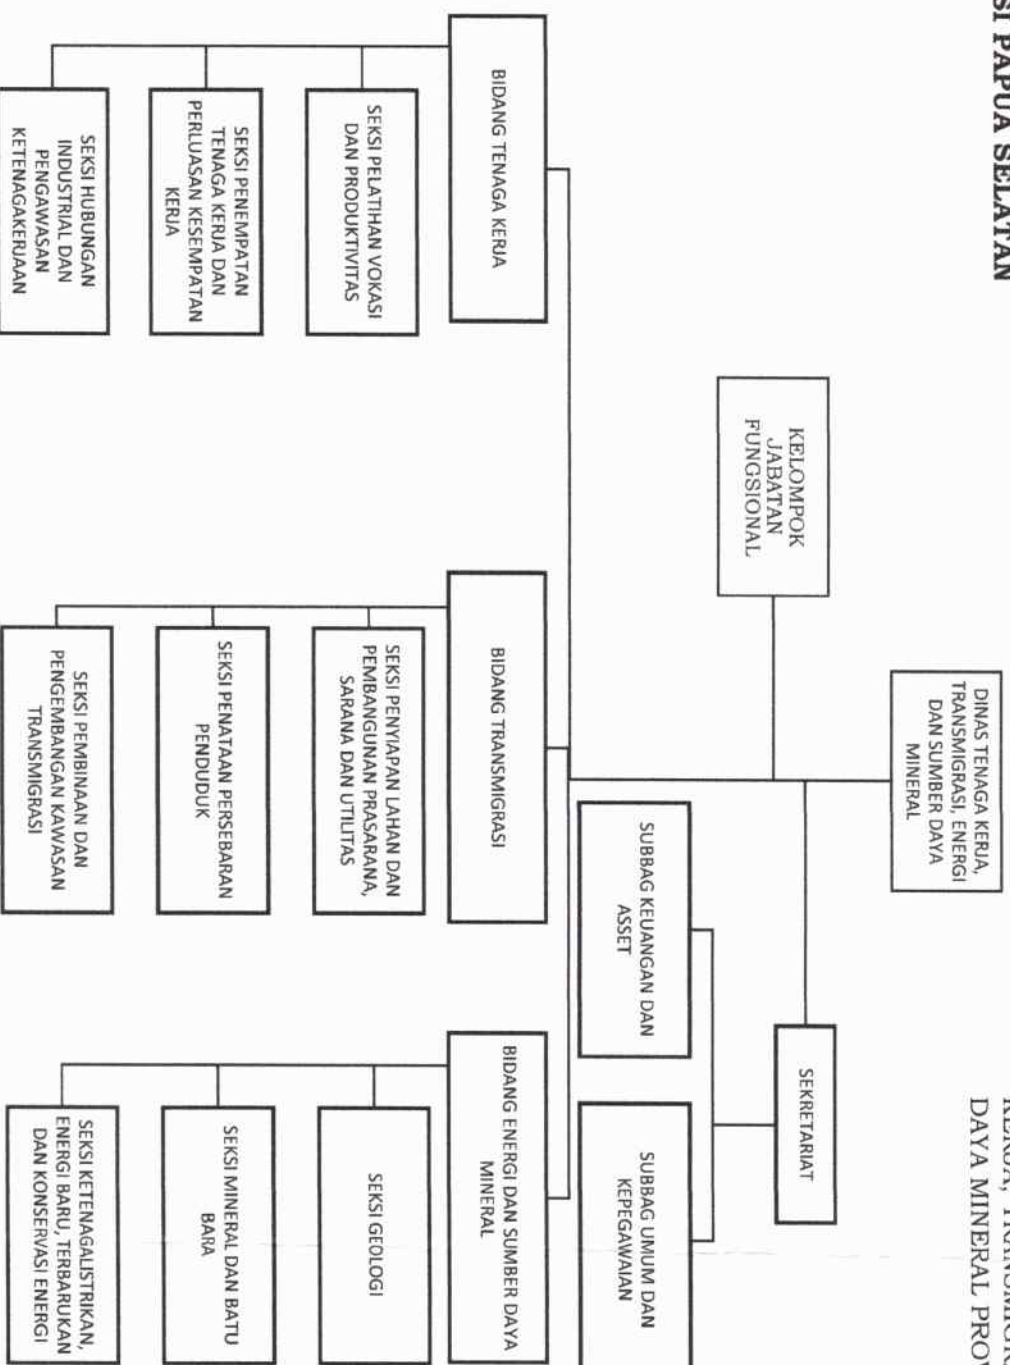 SI PAPUA SELATAN
KERJA, TRANSMIGR
DAYA MINERAL PROV
DINAS TENAGA KERJA,
TRANSMIGRASI, ENERGI
DAN SUMBER DAYA
MINERAL
KELOMPOK
JABATAN
FUNGSIONAL
SEKRETARIAT
SUBBAG KEUANGAN DAN
ASSET
SUBBAG UMUM DAN
KEPEGAWAIAN
BIDANG TENAGA KERJA
SEKSI PELATIHAN VOKASI
DAN PRODUKTIVITAS
SEKSI PENEMPATAN
TENAGA KERJA DAN
PERLUASAN KESEMPATAN
KERJA
SEKSI HUBUNGAN
INDUSTRIAL DAN
PENGAWASAN
KETENAGAKERJAAN
BIDANG TRANSMIGRASI
SEKSI PENYIAPAN LAHAN DAN
PEMBANGUNAN PRASARANA,
SARANA DAN UTILITAS
SEKSI PENATAAN PERSEBARAN
PENDUDUK
SEKSI PEMBINAAN DAN
PENGEMBANGAN KAWASAN
TRANSMIGRASI
BIDANG ENERGI DAN SUMBER DAYA
MINERAL
SEKSI GEOLOGI
SEKSI MINERAL DAN BATU
BARA
SEKSI KETENAGALISTRIKAN,
ENERGI BARU, TERBARUKAN
DAN KONSERVASI ENERGI